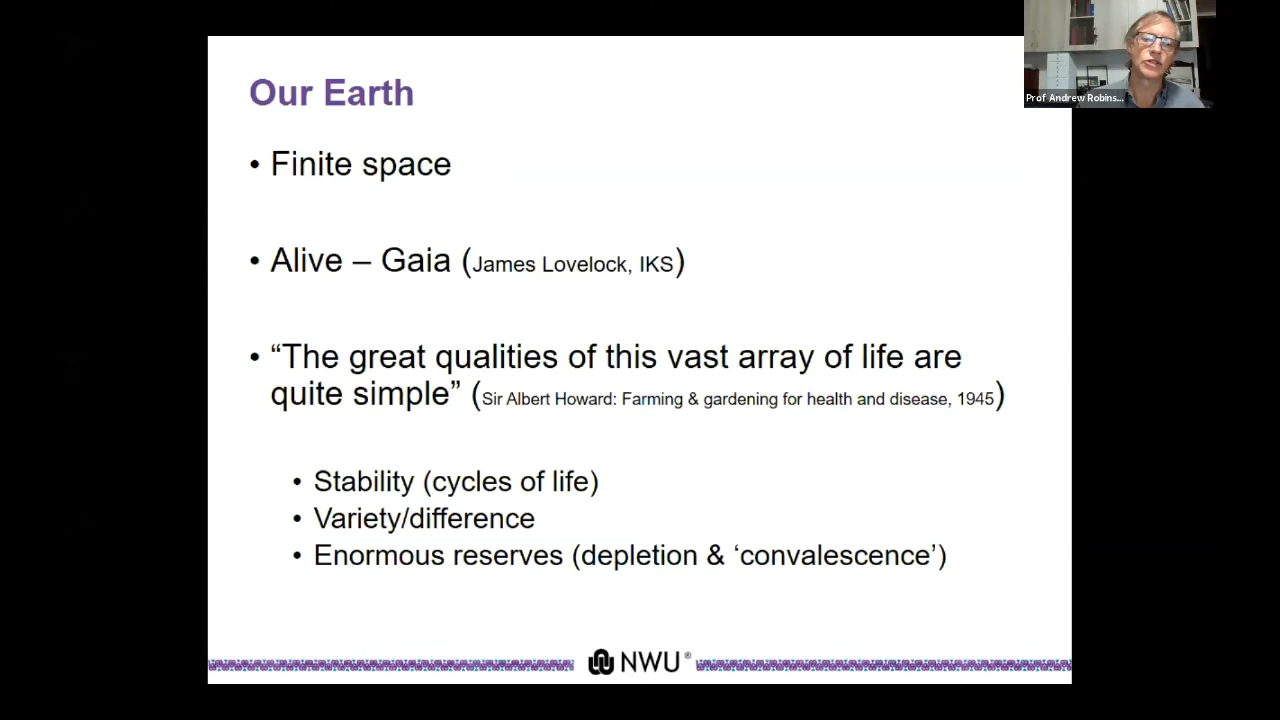 Our Earth
• Finite space
• Alive – Gaia (James Lovelock, IKS)
• “The great qualities of this vast array of life are
quite simple” (Sir Albert Howard: Farming & gardening for health and disease, 1945)
• Stability (cycles of life)
• Variety/difference
• Enormous reserves (depletion & ‘convalescence’)
NWU®
Prof Andrew Robins...